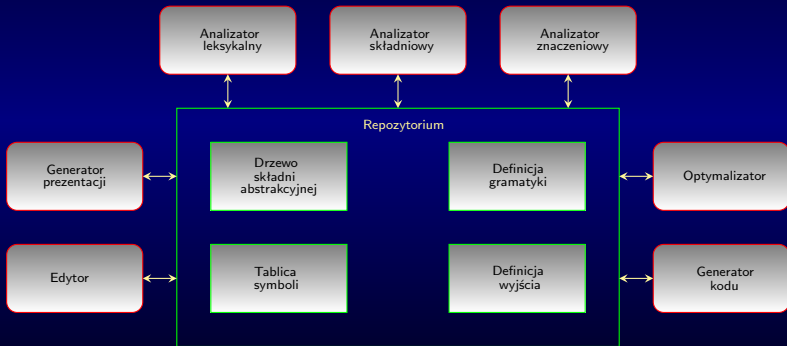 Analizator
leksykalny
Analizator
składniowy
Analizator
znaczeniowy
Repozytorium
Generator
prezentacji
Drzewo
składni
abstrakcyjnej
Definicja
gramatyki
Optymalizator
Edytor
Tablica
symboli
Definicja
wyjścia
Generator
kodu